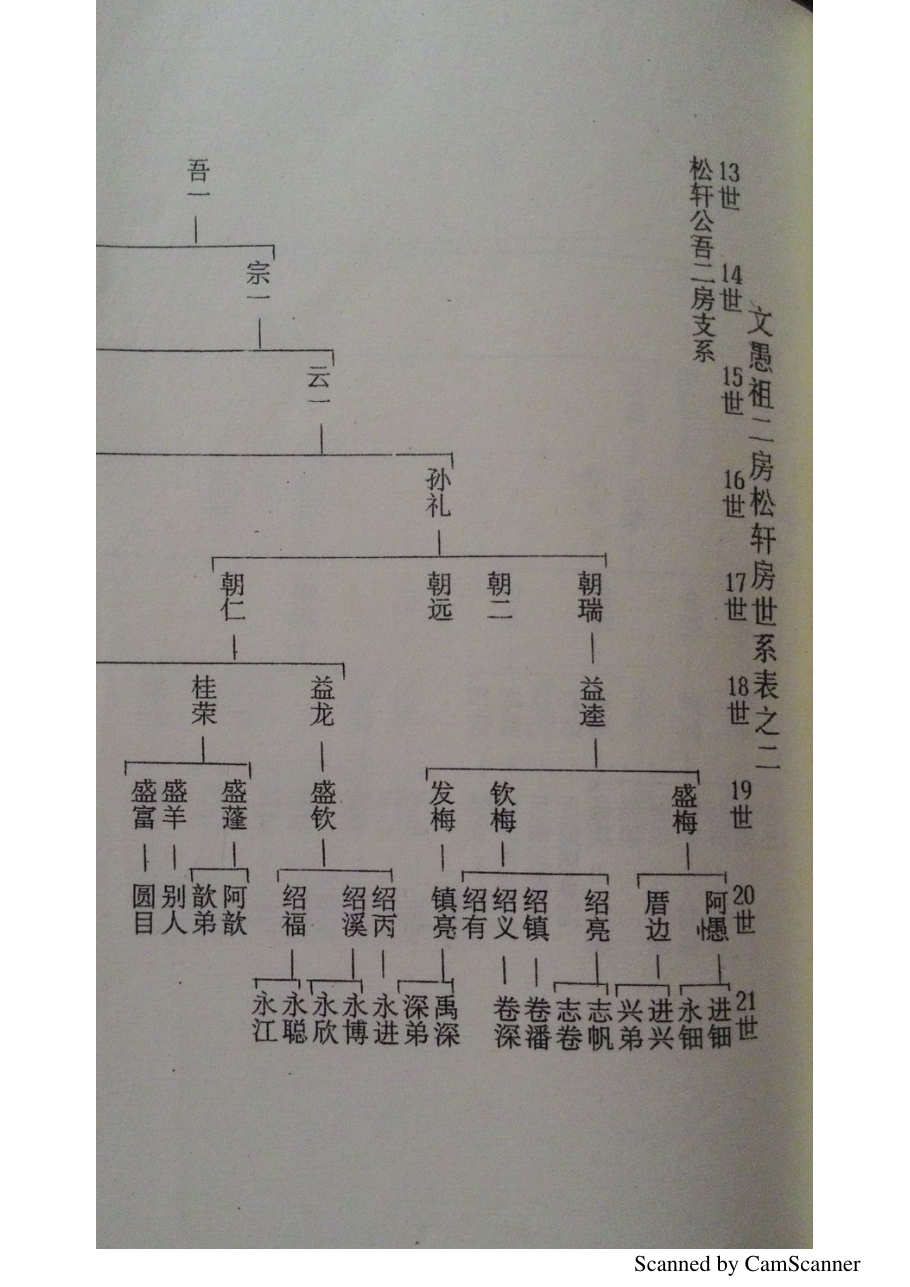 文愚祖二房松轩房世系表之二
13世
14世
15世
16世
17世
18世
19世
20世
21世
松轩公吾二房支系
吾一
宗一
云一
孙礼
朝瑞
朝二
朝远
朝仁
益逵
益龙
桂荣
盛梅
钦梅
发梅
盛钦
盛蓬
盛羊
盛富
阿愚
厝边
绍亮
绍镇
绍义
绍有
镇亮
绍丙
绍溪
绍福
阿歆
歆弟
别人
圆目
进钿
永钿
进兴
兴弟
志帆
志卷
卷潘
卷深
禹深
深弟
永进
永博
永欣
永聪
永江
Scanned by CamScanner